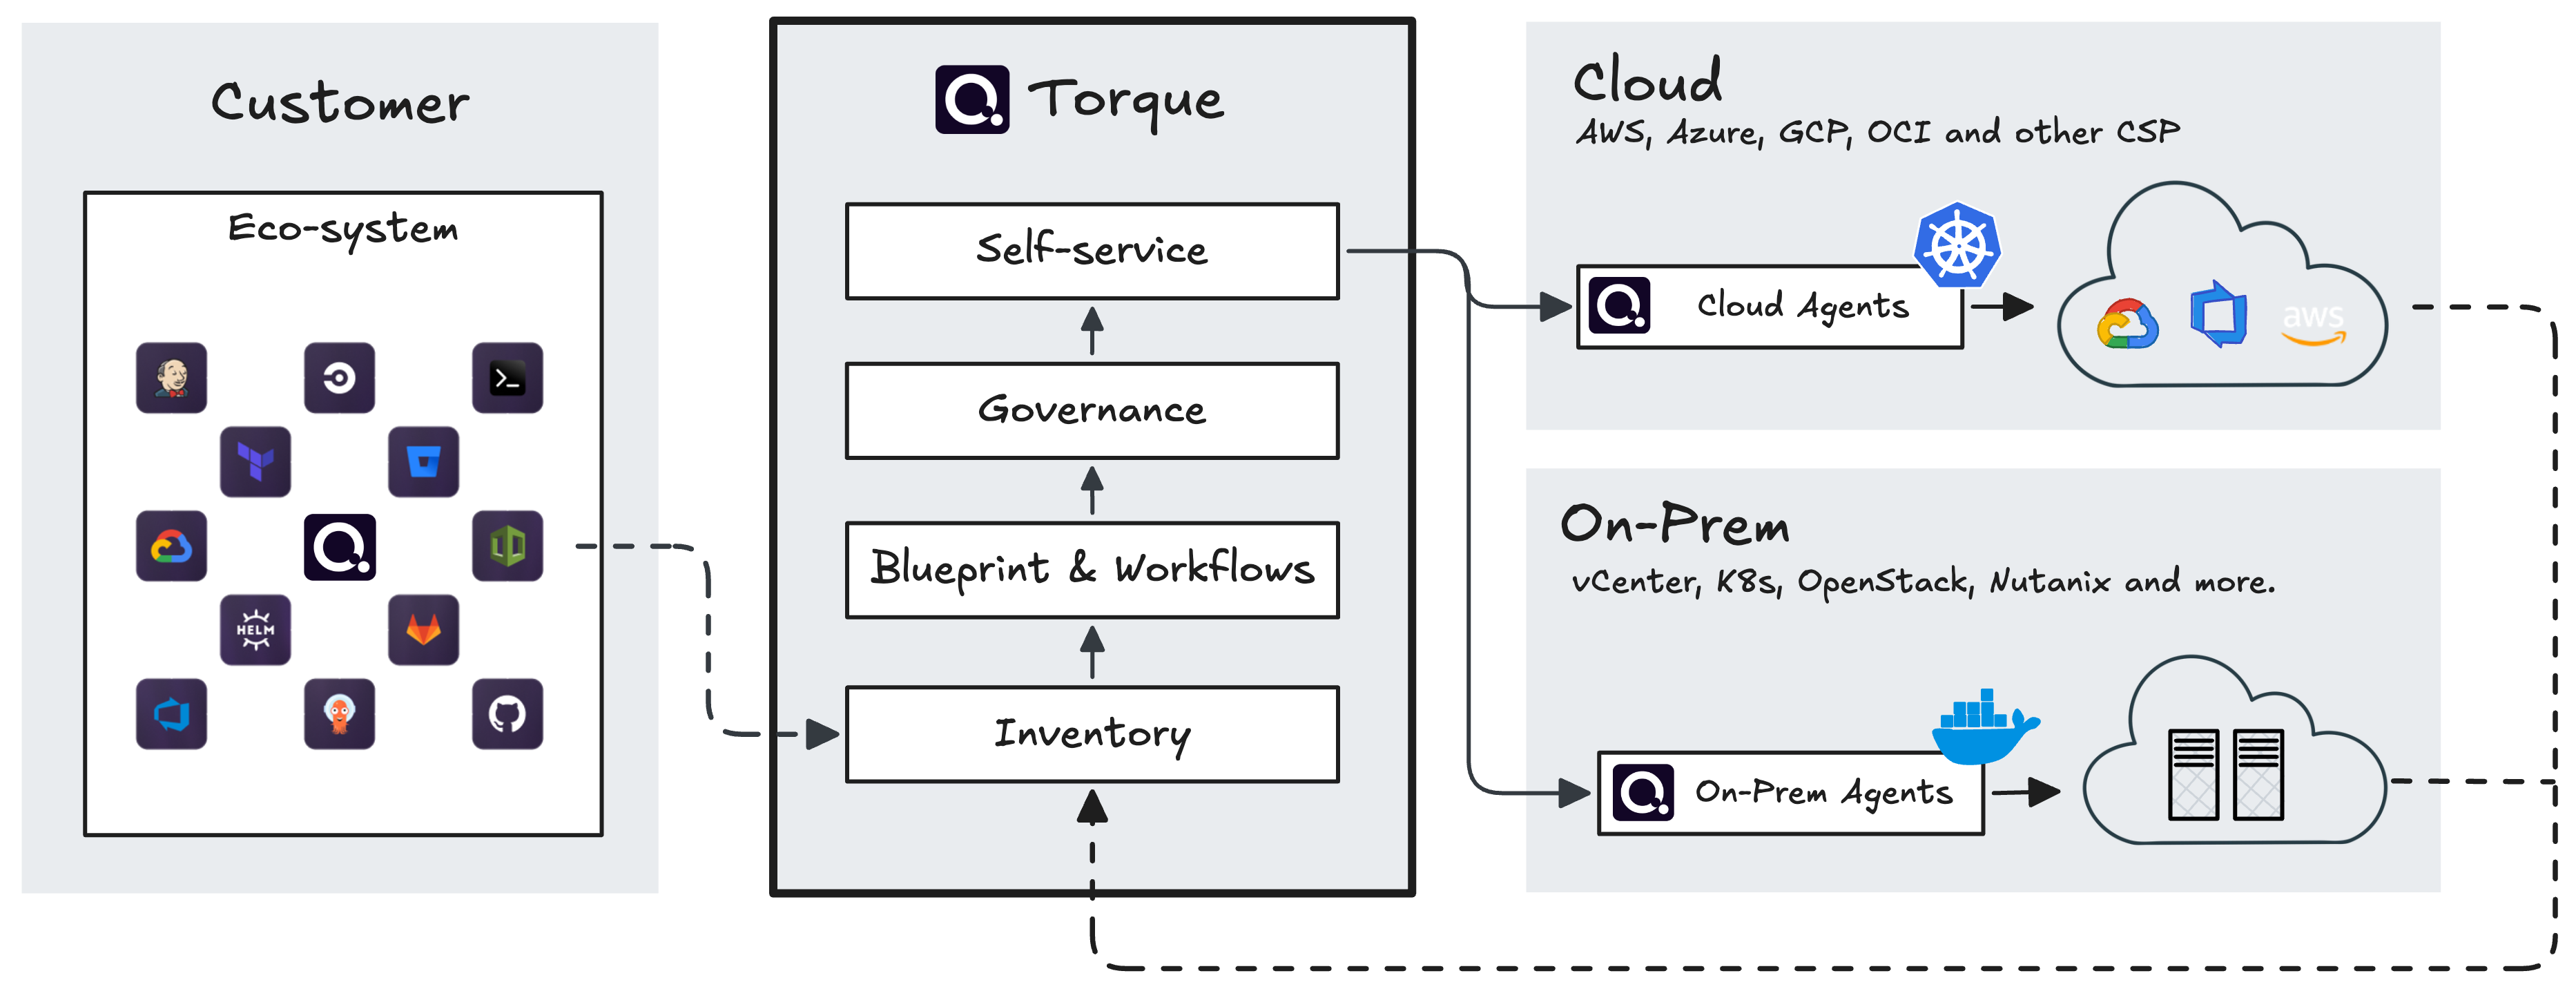 Customer
Eco-system
>_
HELM
Torque
Self-service
Governance
Blueprint & Workflows
Inventory
Cloud
AWS, Azure, GCP, OCI and other CSP
Cloud Agents
aws
On-Prem
vCenter, K8s, OpenStack, Nutanix and more.
On-Prem Agents